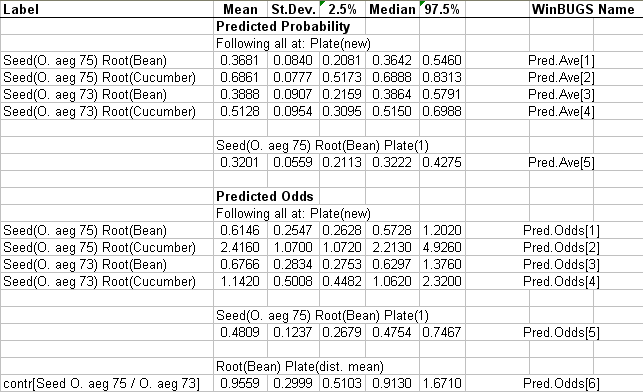 Label Mean St.Dev. 2.5% Median 97.5% WinBUGS Name
Predicted Probability
Following all at: Plate(new)
Seed(O. aeg 75) Root(Bean) 0.3681 0.0840 0.2081 0.3642 0.5460 Pred.Ave[1]
Seed(O. aeg 75) Root(Cucumber) 0.6861 0.0777 0.5173 0.6888 0.8313 Pred.Ave[2]
Seed(O. aeg 73) Root(Bean) 0.3888 0.0907 0.2159 0.3864 0.5791 Pred.Ave[3]
Seed(O. aeg 73) Root(Cucumber) 0.5128 0.0954 0.3095 0.5150 0.6988 Pred.Ave[4]
Seed(O. aeg 75) Root(Bean) Plate(1)
0.3201 0.0559 0.2113 0.3222 0.4275 Pred.Ave[5]
Predicted Odds
Following all at: Plate(new)
Seed(O. aeg 75) Root(Bean) 0.6146 0.2547 0.2628 0.5728 1.2020 Pred.Odds[1]
Seed(O. aeg 75) Root(Cucumber) 2.4160 1.0700 1.0720 2.2130 4.9260 Pred.Odds[2]
Seed(O. aeg 73) Root(Bean) 0.6766 0.2834 0.2753 0.6297 1.3760 Pred.Odds[3]
Seed(O. aeg 73) Root(Cucumber) 1.1420 0.5008 0.4482 1.0620 2.3200 Pred.Odds[4]
Seed(O. aeg 75) Root(Bean) Plate(1)
0.4809 0.1237 0.2679 0.4754 0.7467 Pred.Odds[5]
Root(Bean) Plate(dist. mean)
contr[Seed O. aeg 75 / O. aeg 73] 0.9559 0.2999 0.5103 0.9130 1.6710 Pred.Odds[6]